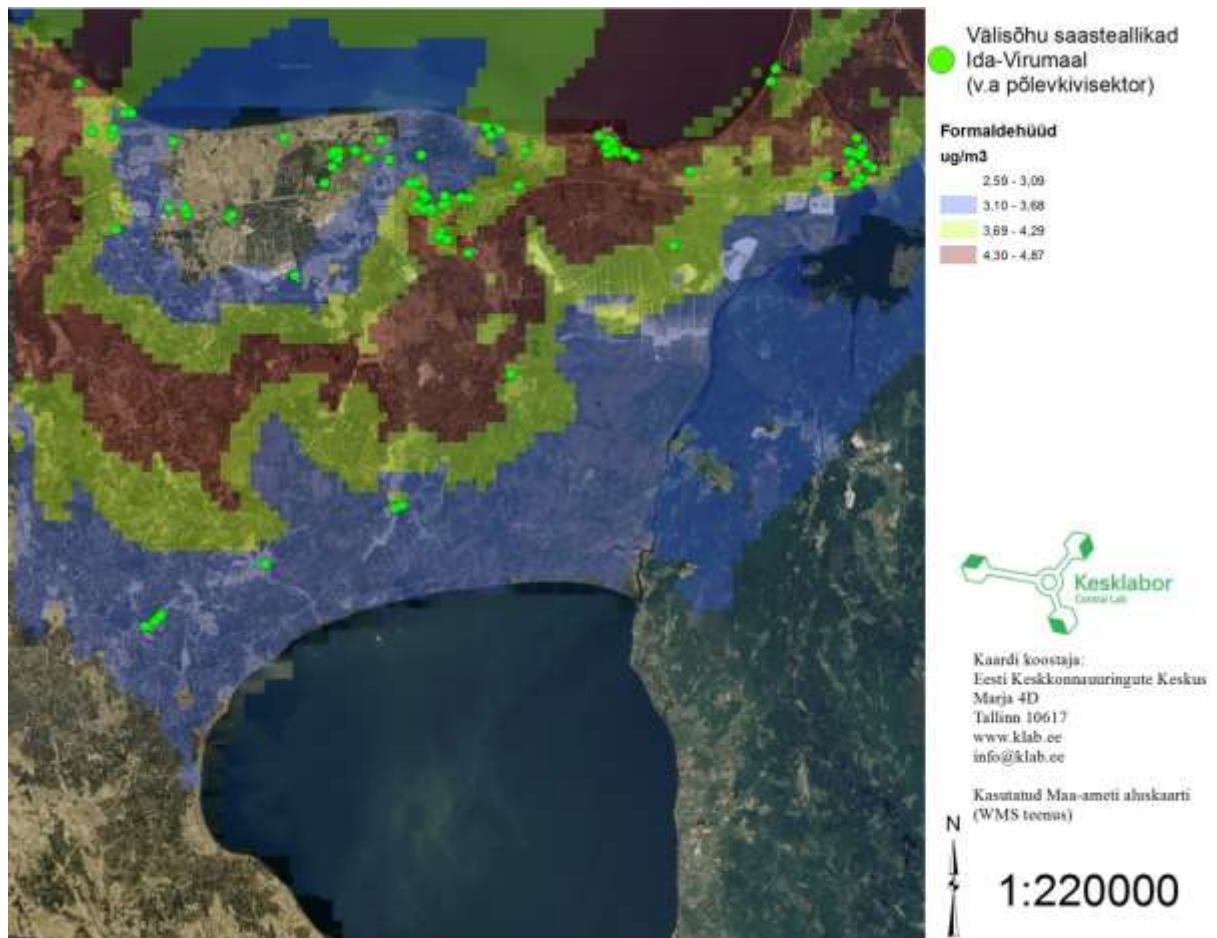 Välisõhu saasteallikad
Ida-Virumaal
(v.a põlevkivisektor)
Formaldehüüd
ug/m3
2,59 - 3,09
3,10 - 3,68
3,69 - 4,29
4,30 - 4,87
Kesklabor
Central Lab
Kaardi koostaja:
Eesti Keskkonnauuringute Keskus
Marja 4D
Tallinn 10617
www.klab.ee
info@klab.ee
Kasutatud Maa-ameti aluskaarti
(WMS teenus)
N
1:220000